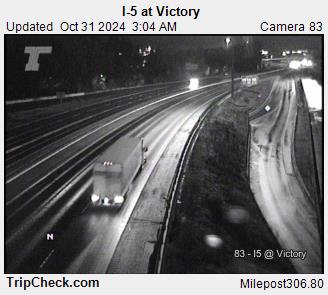 I-5 at Victory
Updated Oct 31 2024 3:04 AM Camera 83
T
N
83 - I5 @ Victory
TripCheck.com Milepost306.80